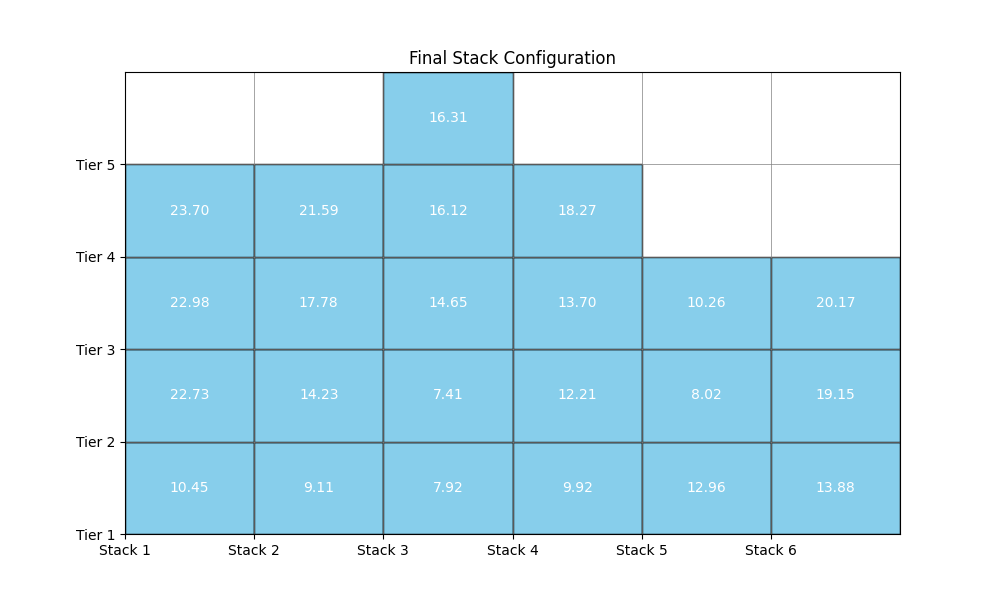 Final Stack Configuration
16.31
Tier 5
23.70 21.59 16.12 18.27
Tier 4
22.98 17.78 14.65 13.70 10.26 20.17
Tier 3
22.73 14.23 7.41 12.21 8.02 19.15
Tier 2
10.45 9.11 7.92 9.92 12.96 13.88
Tier 1
Stack 1 Stack 2 Stack 3 Stack 4 Stack 5 Stack 6